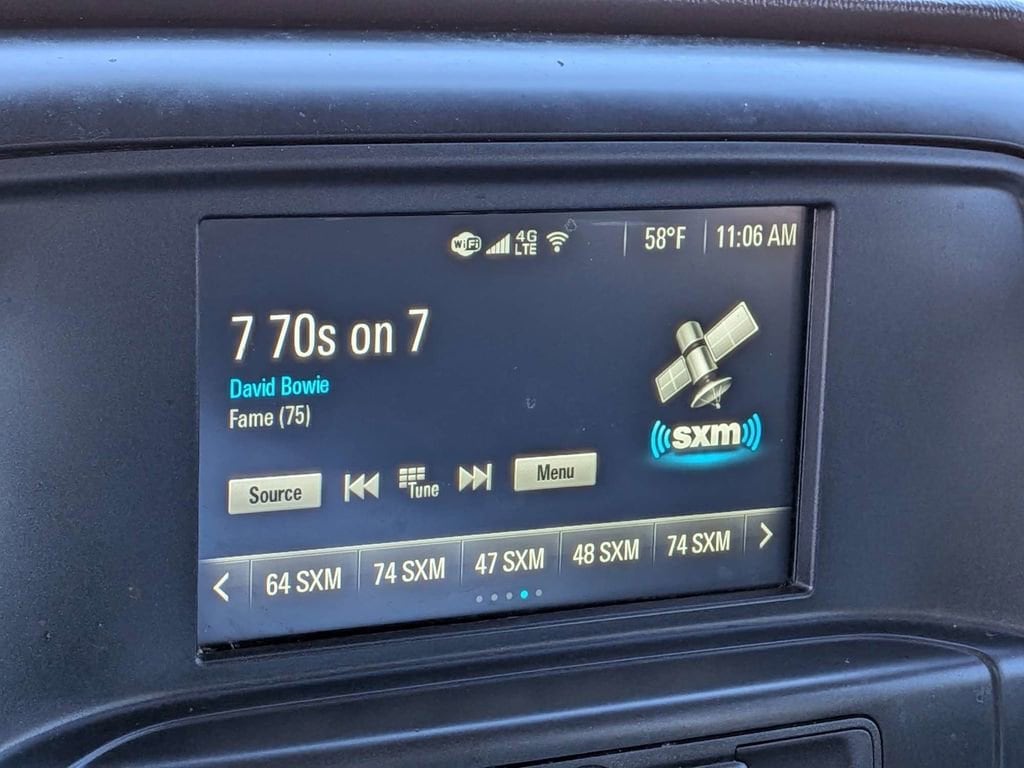 WiFi 4G LTE 58°F 11:06 AM
7 70s on 7
David Bowie
Fame (75)
sxm
Source Tune Menu
64 SXM 74 SXM 47 SXM 48 SXM 74 SXM